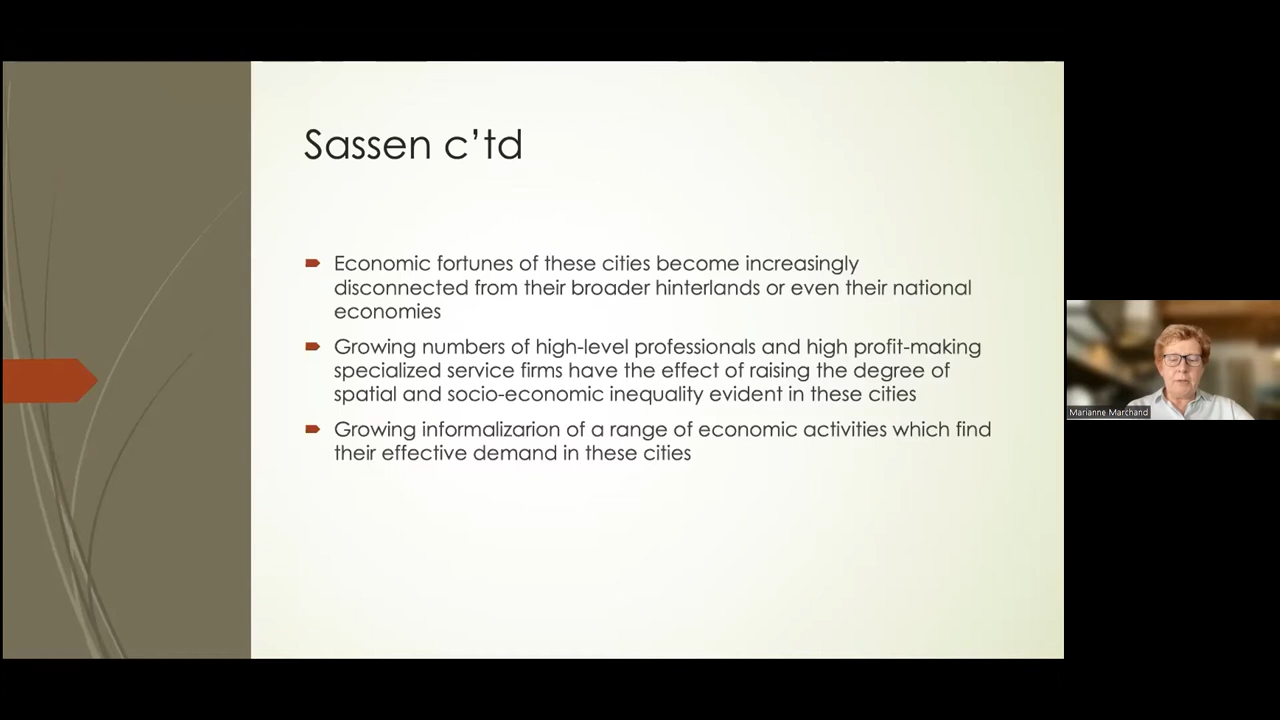 Sassen c’td
Economic fortunes of these cities become increasingly
disconnected from their broader hinterlands or even their national
economies
Growing numbers of high-level professionals and high profit-making
specialized service firms have the effect of raising the degree of
spatial and socio-economic inequality evident in these cities
Growing informalizarion of a range of economic activities which find
their effective demand in these cities
Marianne Marchand